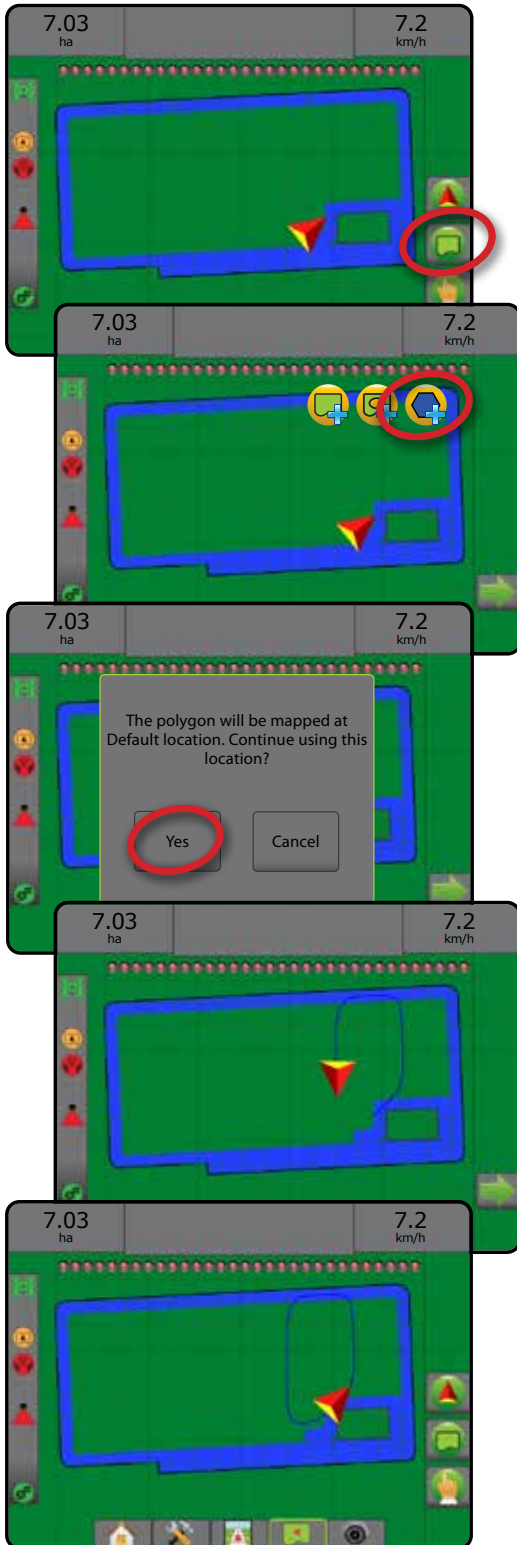 7.03
ha
7.2
km/h
7.03
ha
7.2
km/h
7.03
ha
7.2
km/h
The polygon will be mapped at
Default location. Continue using this
location?
Yes
Cancel
7.03
ha
7.2
km/h
7.03
ha
7.2
km/h